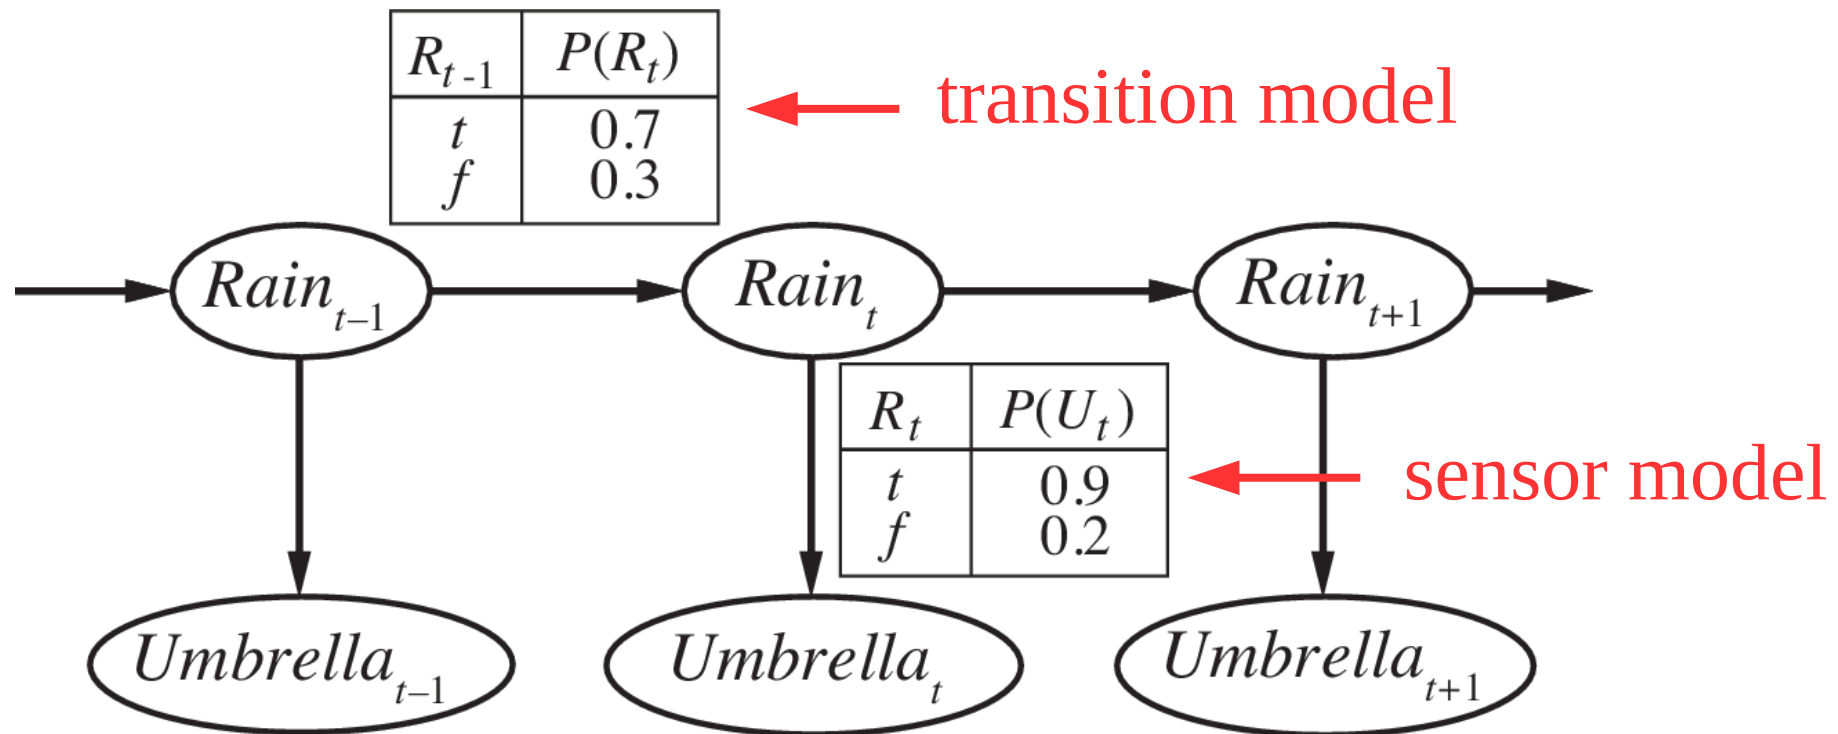 R_{t-1} P(R_t)
t 0.7
f 0.3
transition model
Rain_{t-1} Rain_t Rain_{t+1}
R_t P(U_t)
t 0.9
f 0.2
sensor model
Umbrella_{t-1} Umbrella_t Umbrella_{t+1}